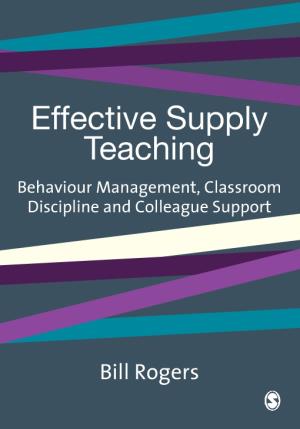 Effective Supply
Teaching
Behaviour Management, Classroom
Discipline and Colleague Support
Bill Rogers
S